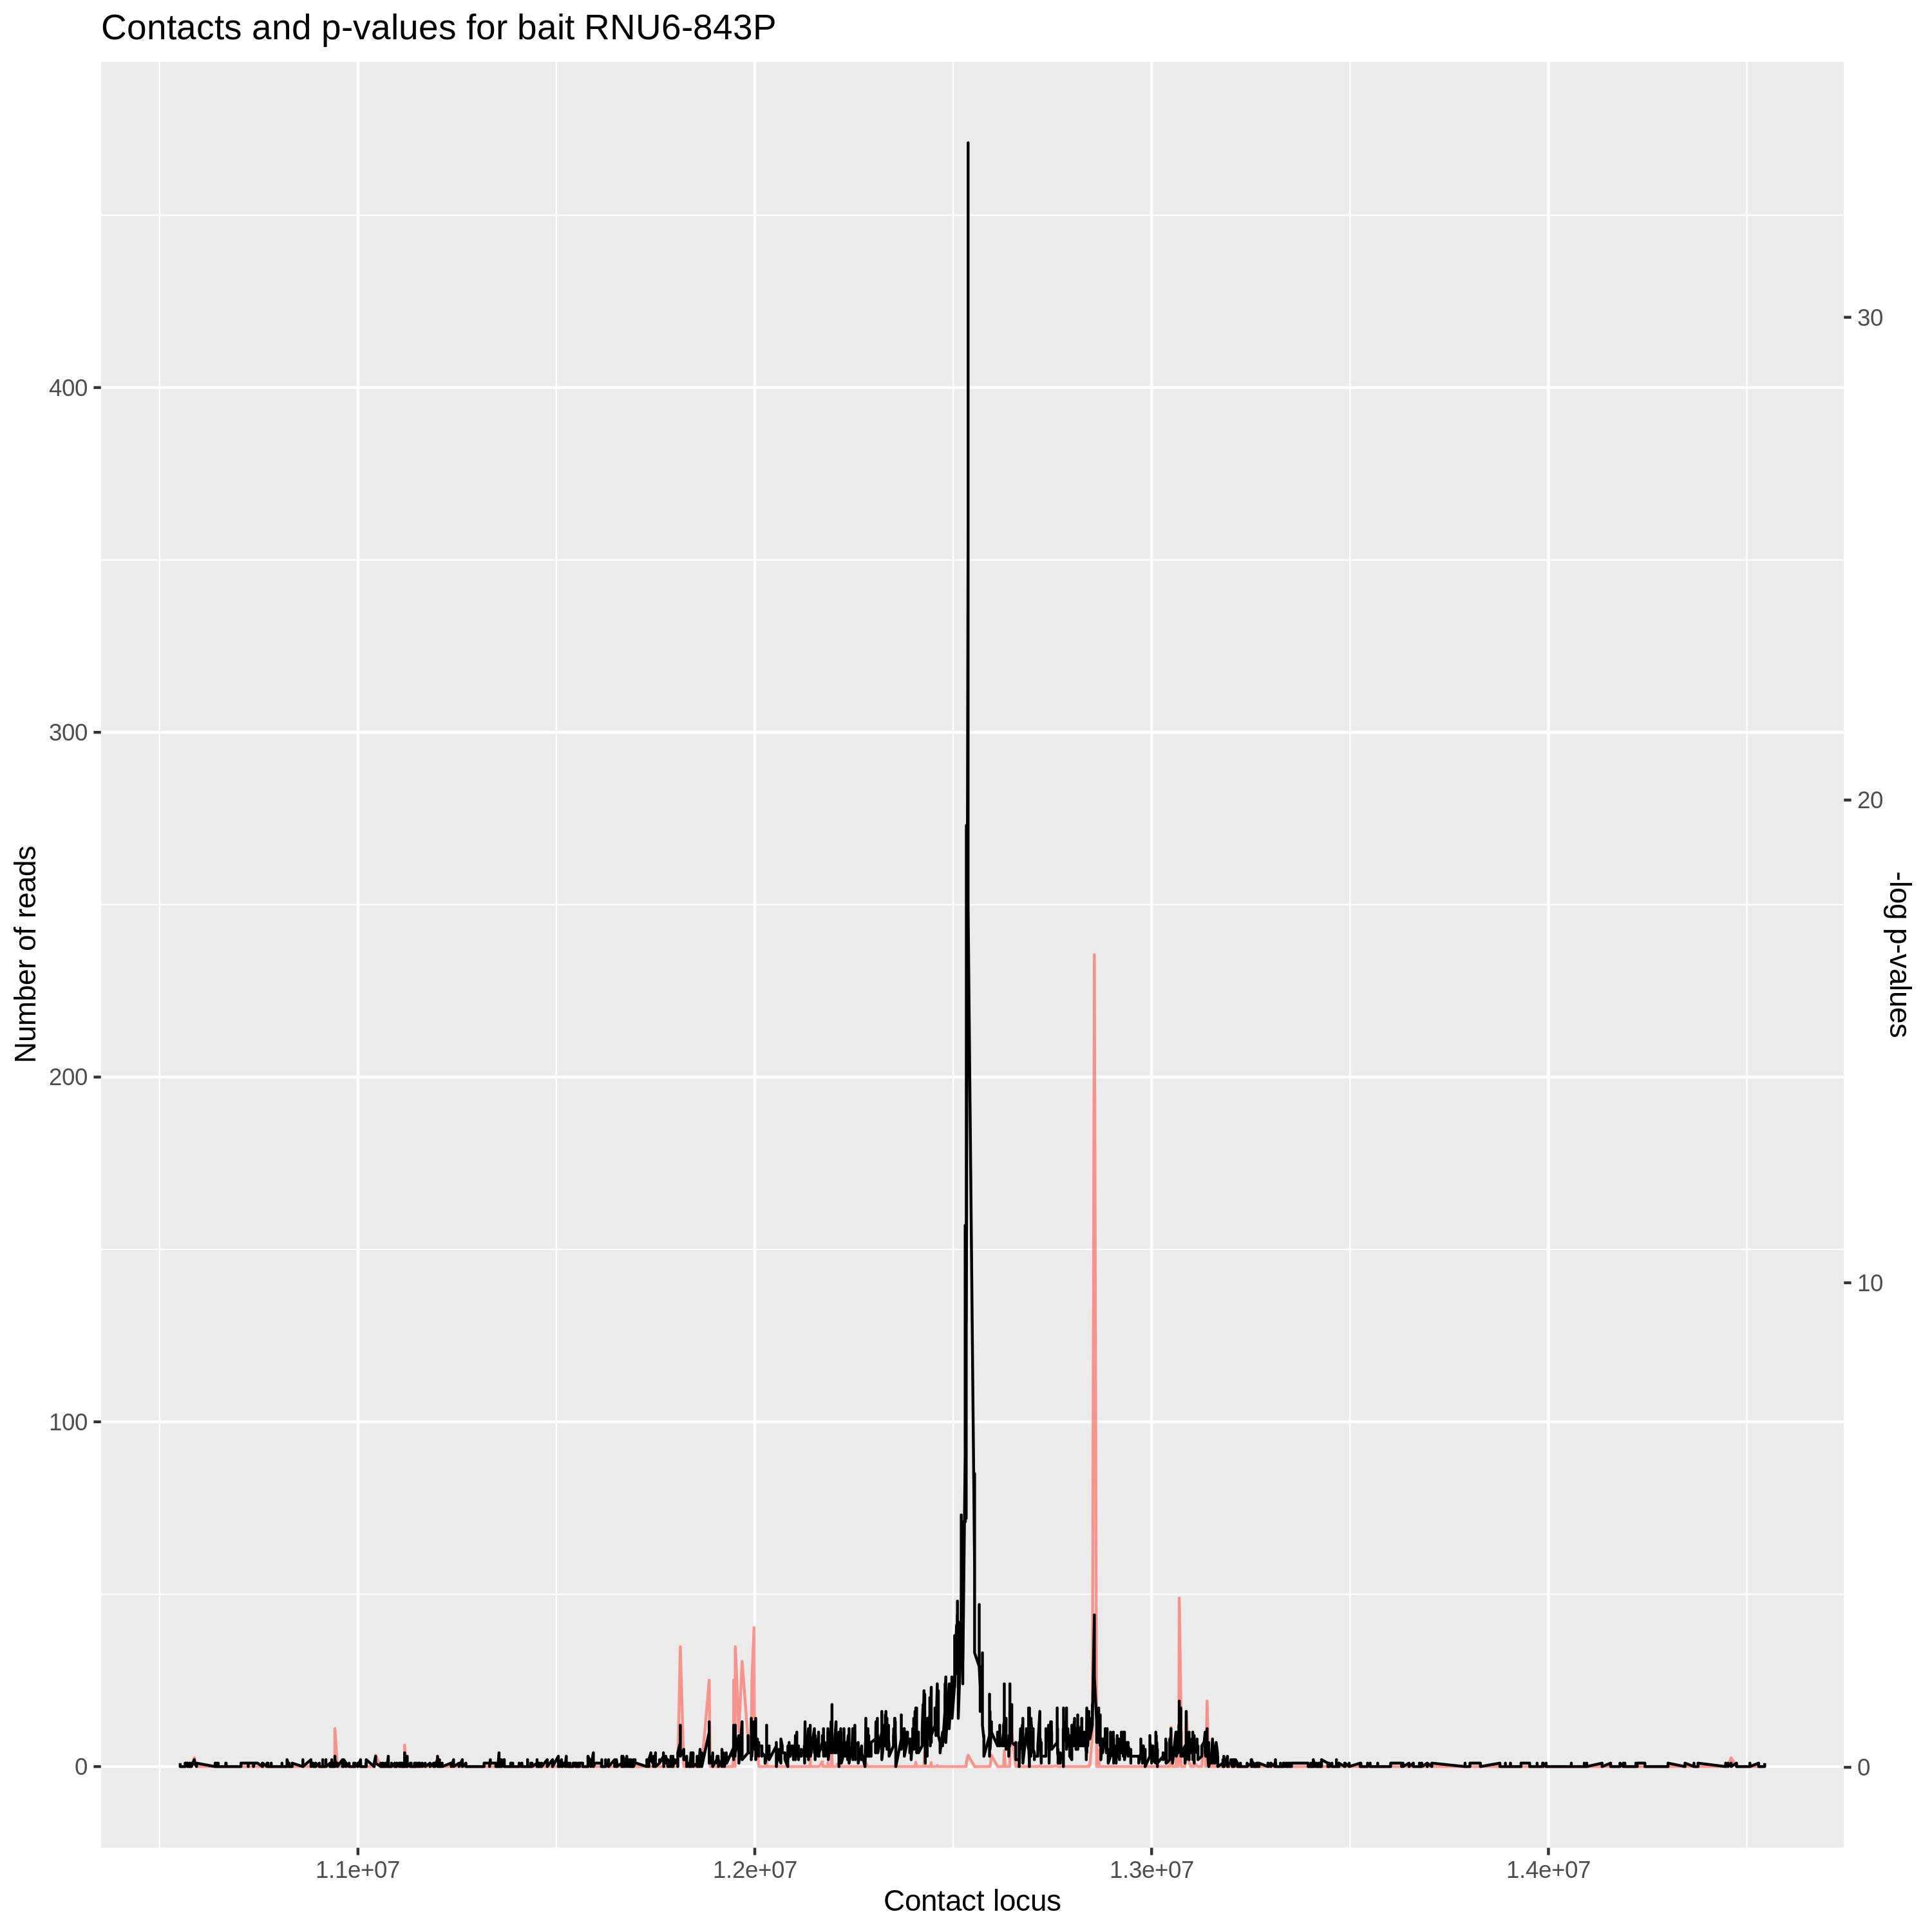 Contacts and p-values for bait RNU6-843P
Number of reads
400
300
200
100
0
30
20
10
0
-log p-values
1.1e+07
1.2e+07
1.3e+07
1.4e+07
Contact locus